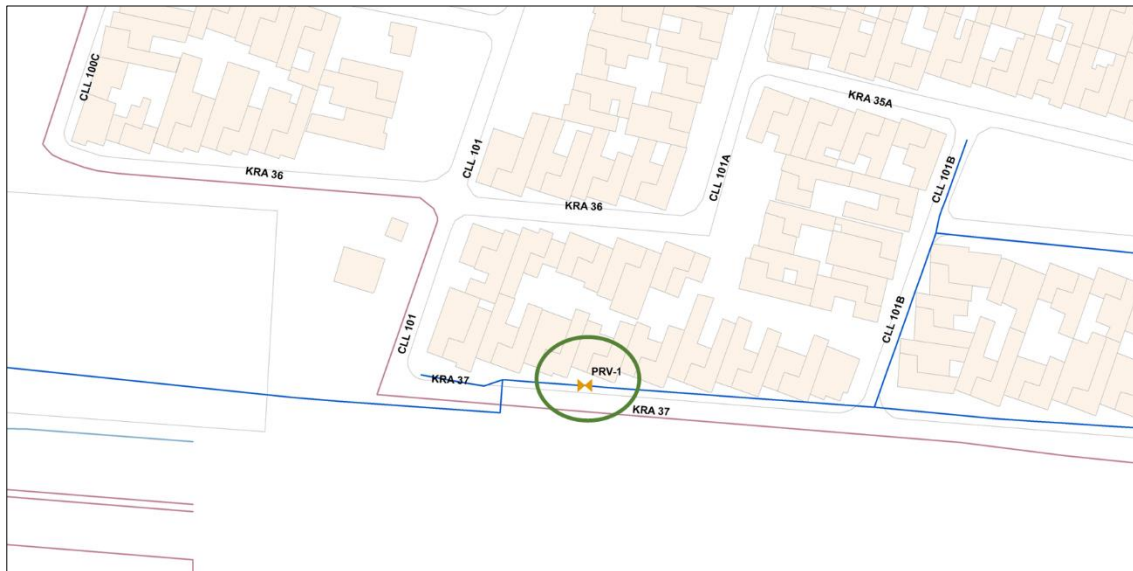 CLL 100C
KRA 35A
CLL 101
CLL 101A
CLL 101B
KRA 36
KRA 36
CLL 101
CLL 101B
PRV-1
KRA 37
KRA 37